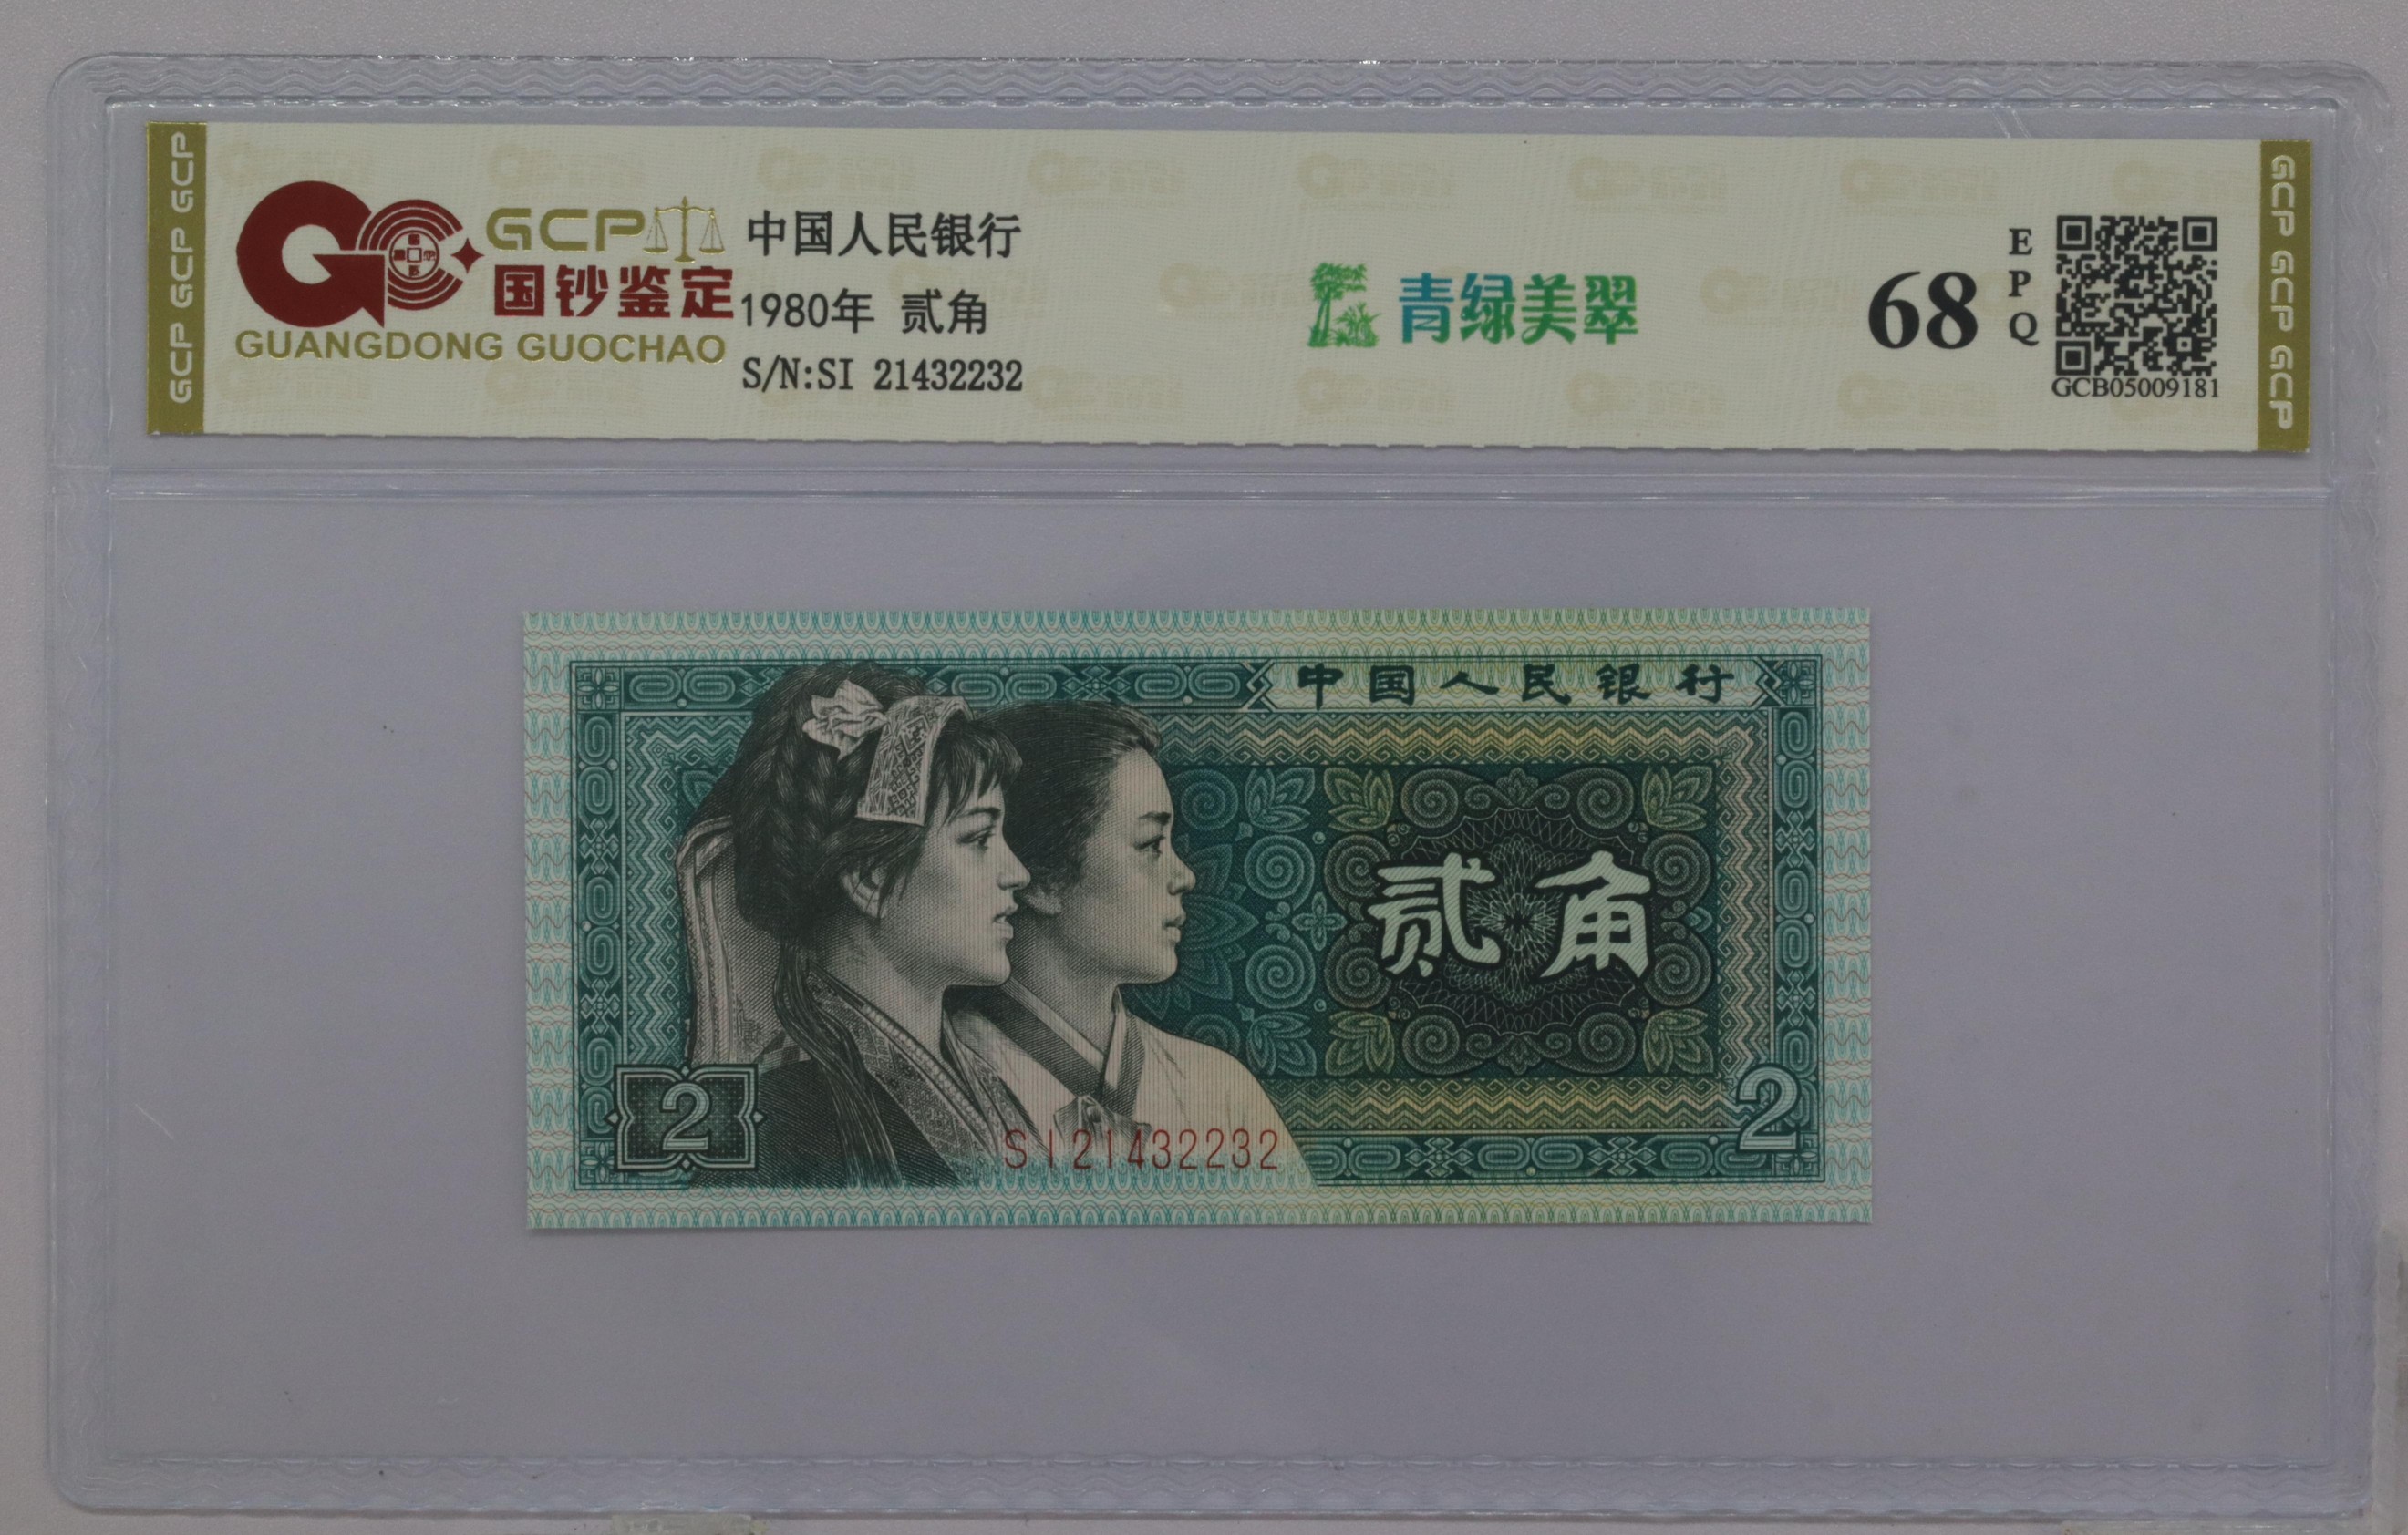 GCP GCP GCP
GCP
国钞鉴定
GUANGDONG GUOCHAO
中国人民银行
1980年 贰角
S/N:SI 21432232
青绿美翠
68
EPQ
GCB05009181
GCP GCP GCP
中国人民银行
贰角
2
SI21432232
2